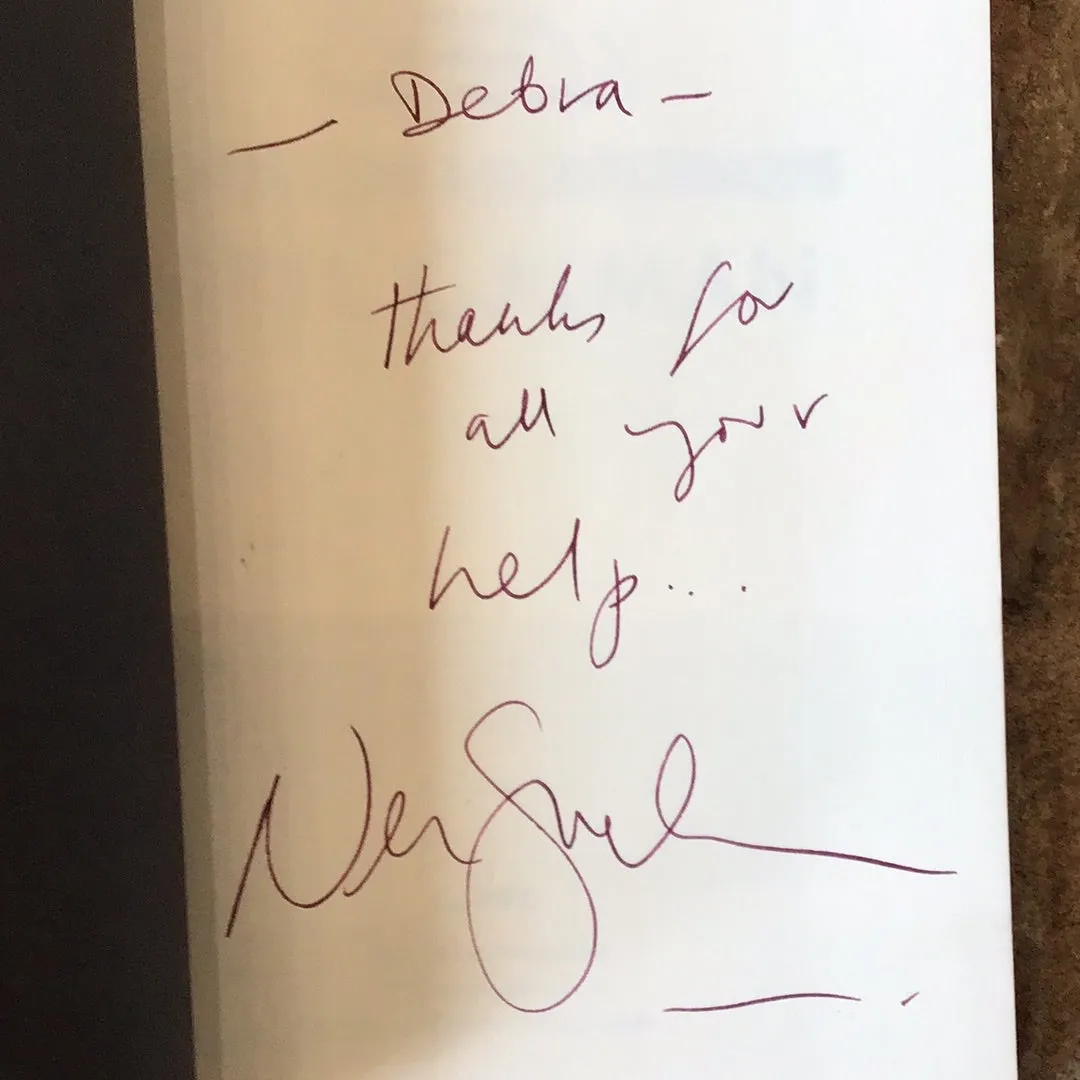 — Debra —
thanks for
all your
help...